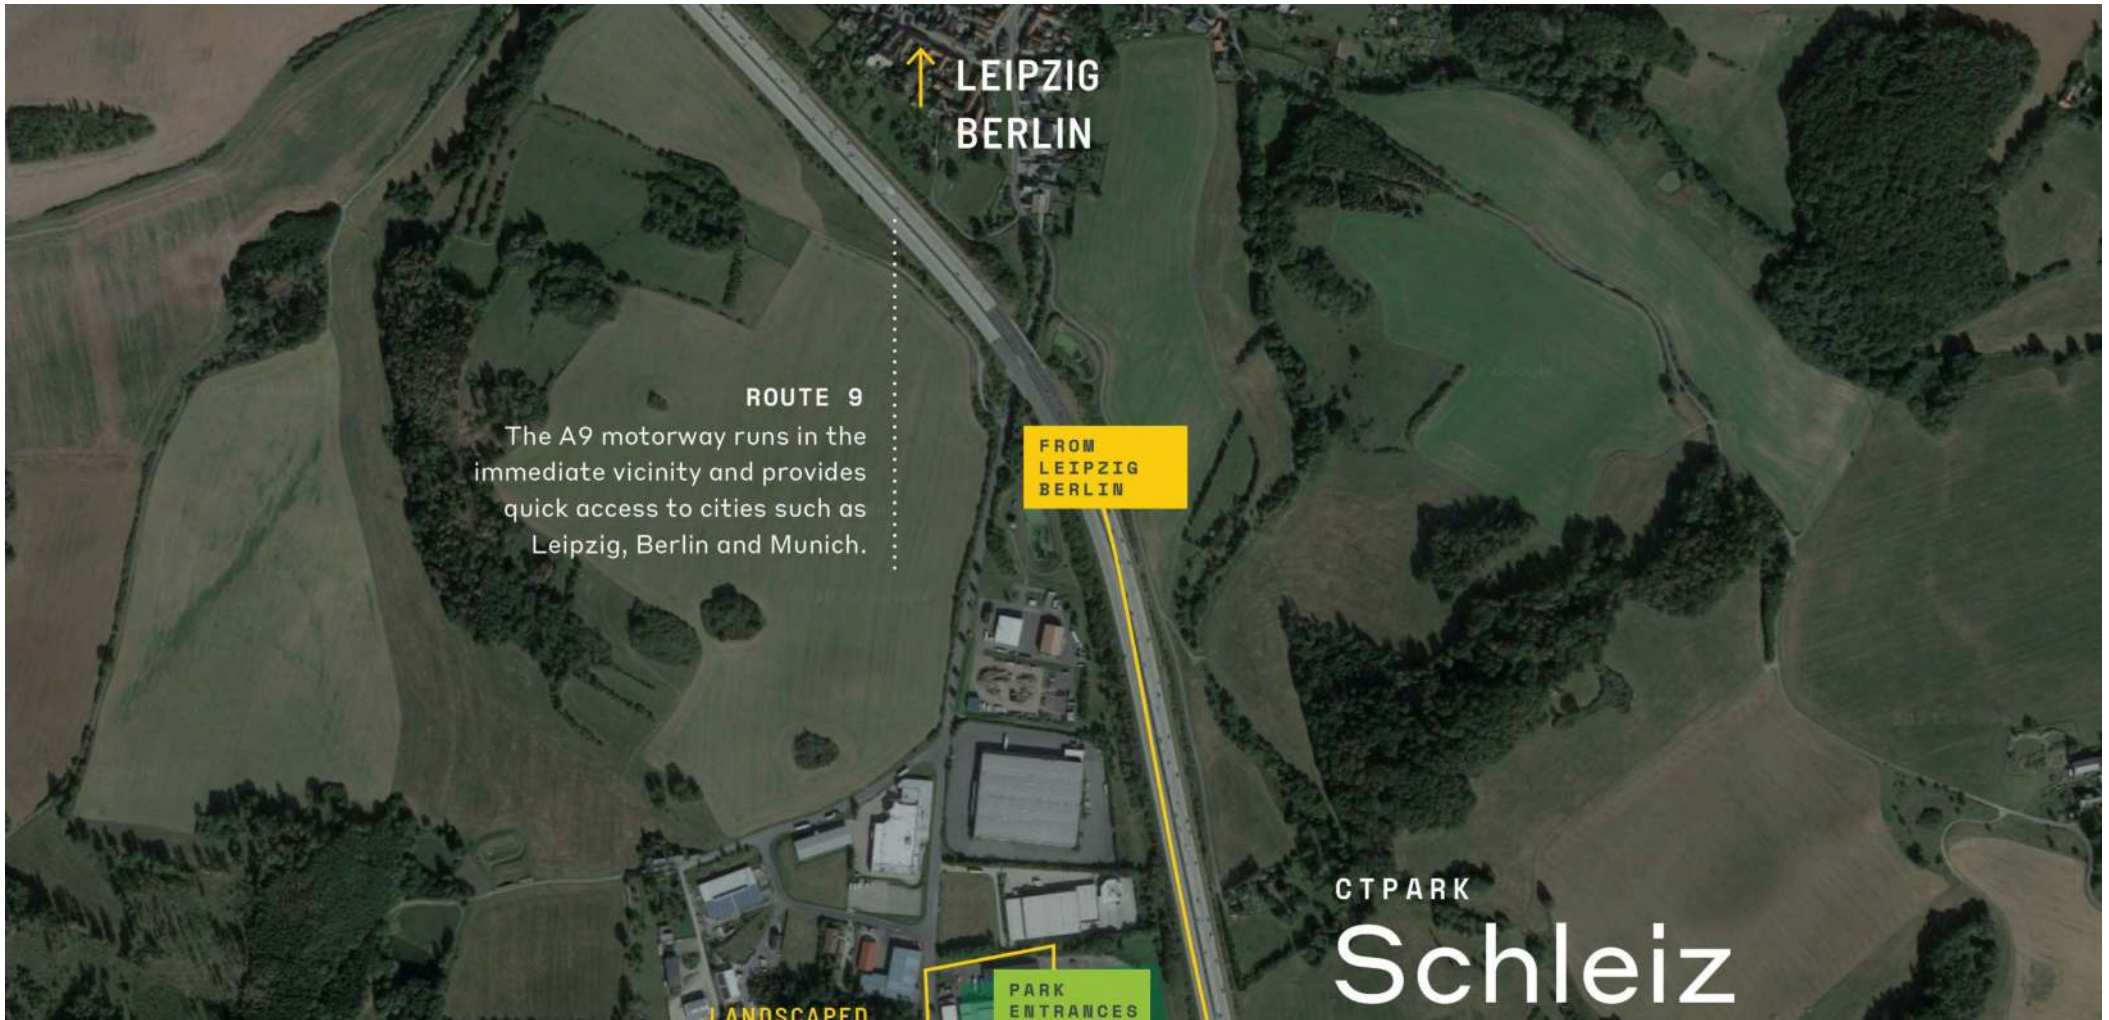 LEIPZIG
BERLIN
ROUTE 9
The A9 motorway runs in the
immediate vicinity and provides
quick access to cities such as
Leipzig, Berlin and Munich.
FROM
LEIPZIG
BERLIN
CTPARK
Schleiz
PARK
ENTRANCES
LANDSCAPED